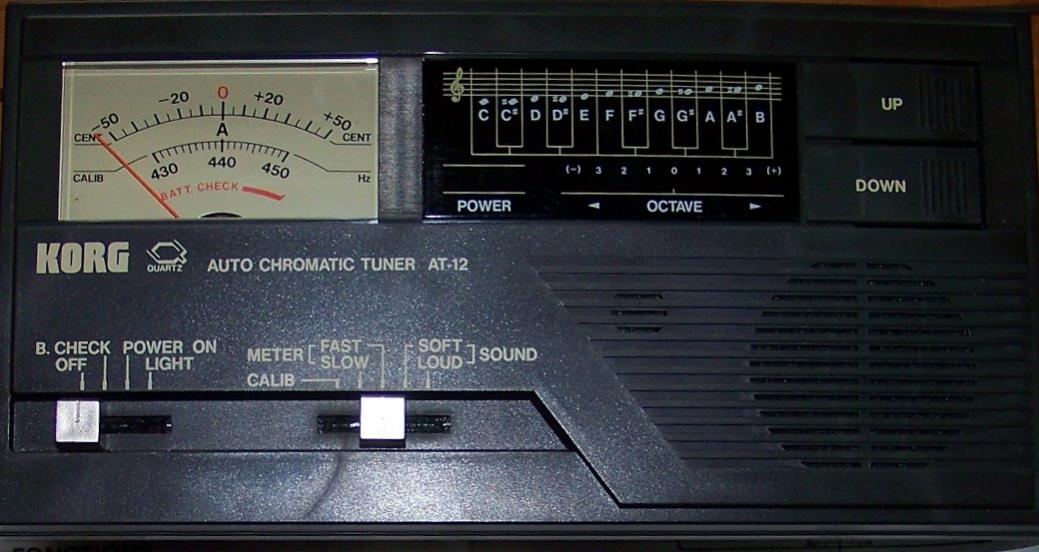 -50 -20 0 +20 +50
CENT A CENT
430 440 450
CALIB Hz
BATT. CHECK
C C# D D# E F F# G G# A A# B
(-) 3 2 1 0 1 2 3 (+)
POWER ◄ OCTAVE ►
UP
DOWN
KORG QUARTZ AUTO CHROMATIC TUNER AT-12
B. CHECK POWER ON
OFF LIGHT
METER [ FAST SOFT ] SOUND
SLOW LOUD
CALIB